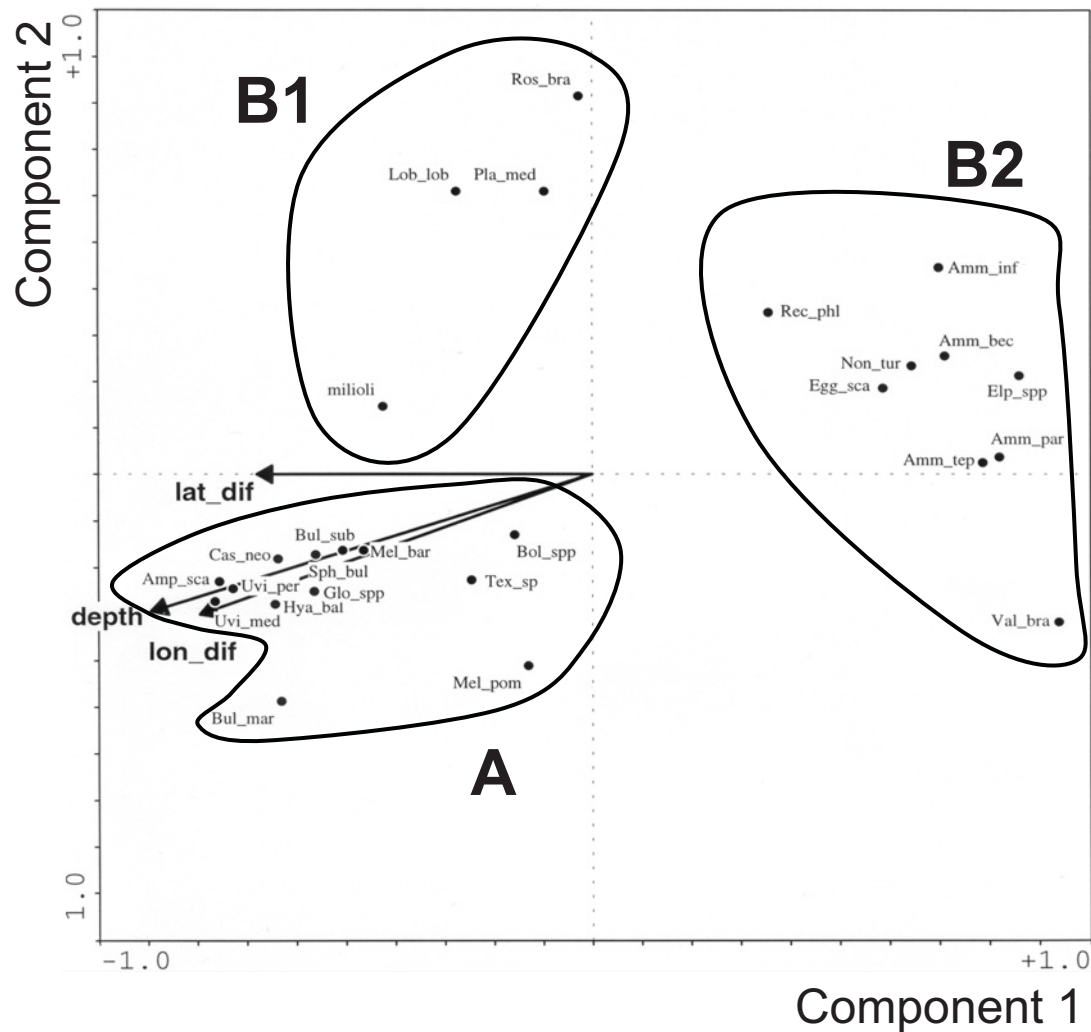 Component 2
+1.0
B1
Ros_bra
Lob_lob
Pla_med
milioli
B2
Amm_inf
Rec_phl
Amm_bec
Non_tur
Egg_sca
Elp_spp
Amm_par
Amm_tep
Val_bra
lat_dif
Bul_sub
Cas_neo
Mel_bar
Bol_spp
Sph_bul
Amp_sca
Uvi_per
Tex_sp
Glo_spp
Hya_bal
depth
Uvi_med
lon_dif
Mel_pom
Bul_mar
A
1.0
-1.0
+1.0
Component 1